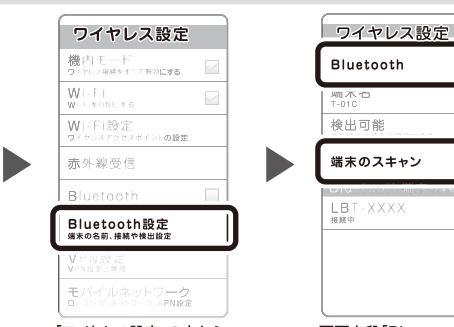 ワイヤレス設定
機内モード
ワイヤレス接続をすべて無効にする
Wi-Fi
Wi-FiをONにする
Wi-Fi設定
ワイヤレスアクセスポイントの設定
赤外線受信
Bluetooth
Bluetooth設定
端末の名前、接続や検出設定
VPN設定
VPN設定と管理
モバイルネットワーク
ローミング、ネットワーク、APN設定
ワイヤレス設定
Bluetooth
端末名
T-01C
検出可能
端末のスキャン
LBT-XXXX
接続中